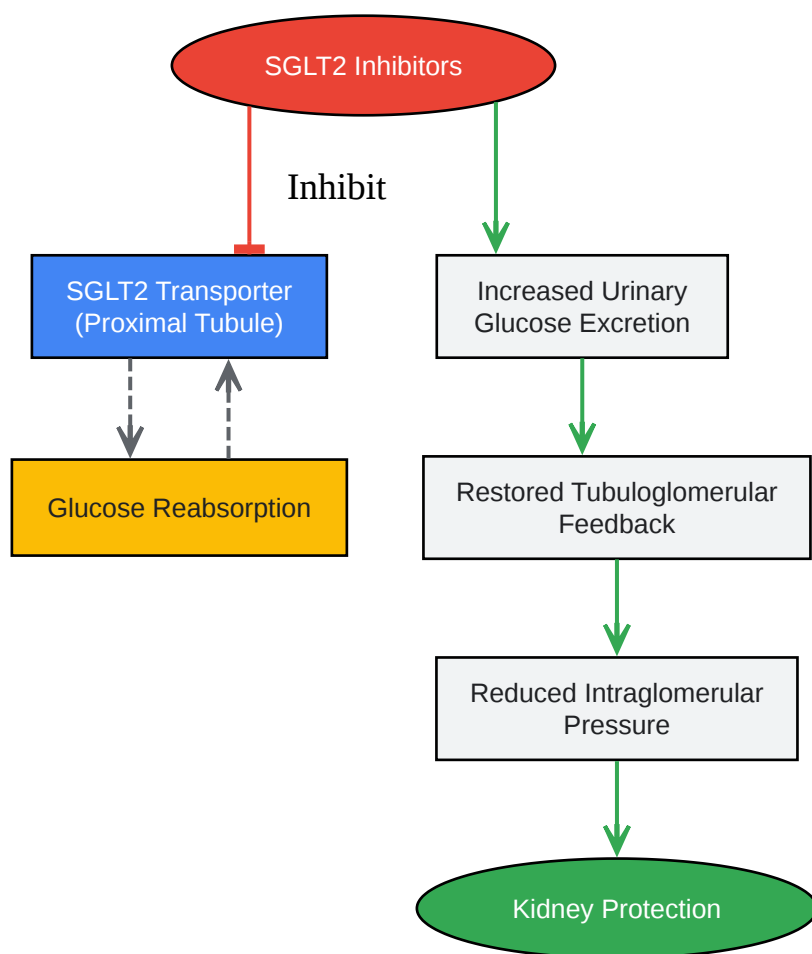 SGLT2 Inhibitors
Inhibit
SGLT2 Transporter
(Proximal Tubule)
Increased Urinary
Glucose Excretion
Glucose Reabsorption
Restored Tubuloglomerular
Feedback
Reduced Intraglomerular
Pressure
Kidney Protection